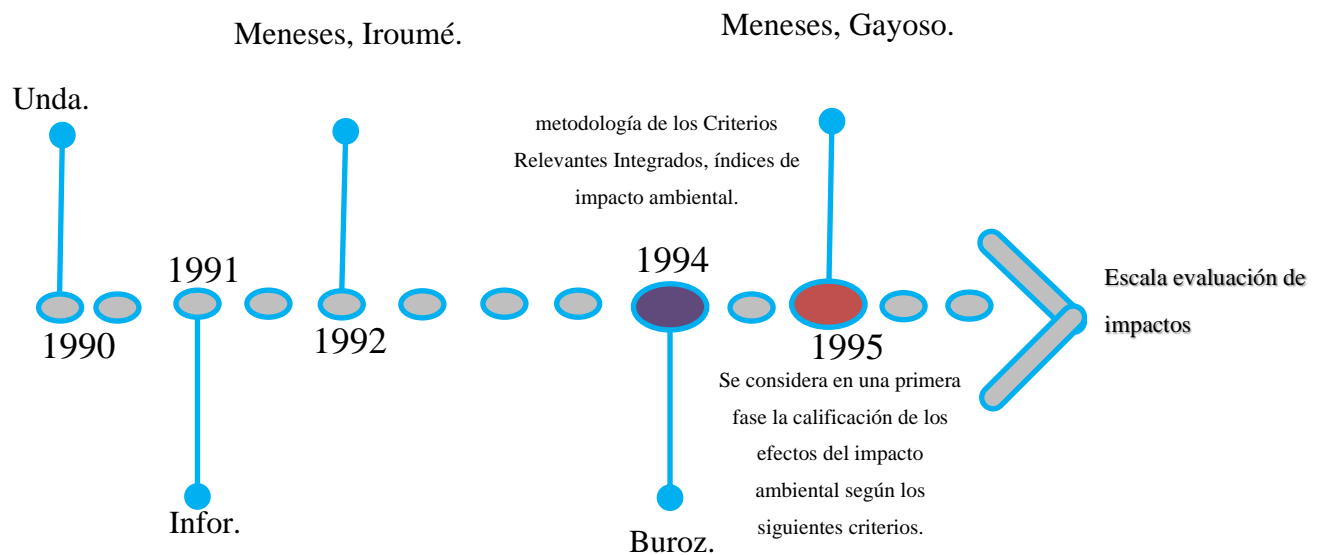 Meneses, Iroumé.
Meneses, Gayoso.
Unda.
metodología de los Criterios
Relevantes Integrados, índices de
impacto ambiental.
1991
1994
Escala evaluación de
impactos
1990
1992
1995
Se considera en una primera
fase la calificación de los
efectos del impacto
ambiental según los
siguientes criterios.
Infor.
Buroz.